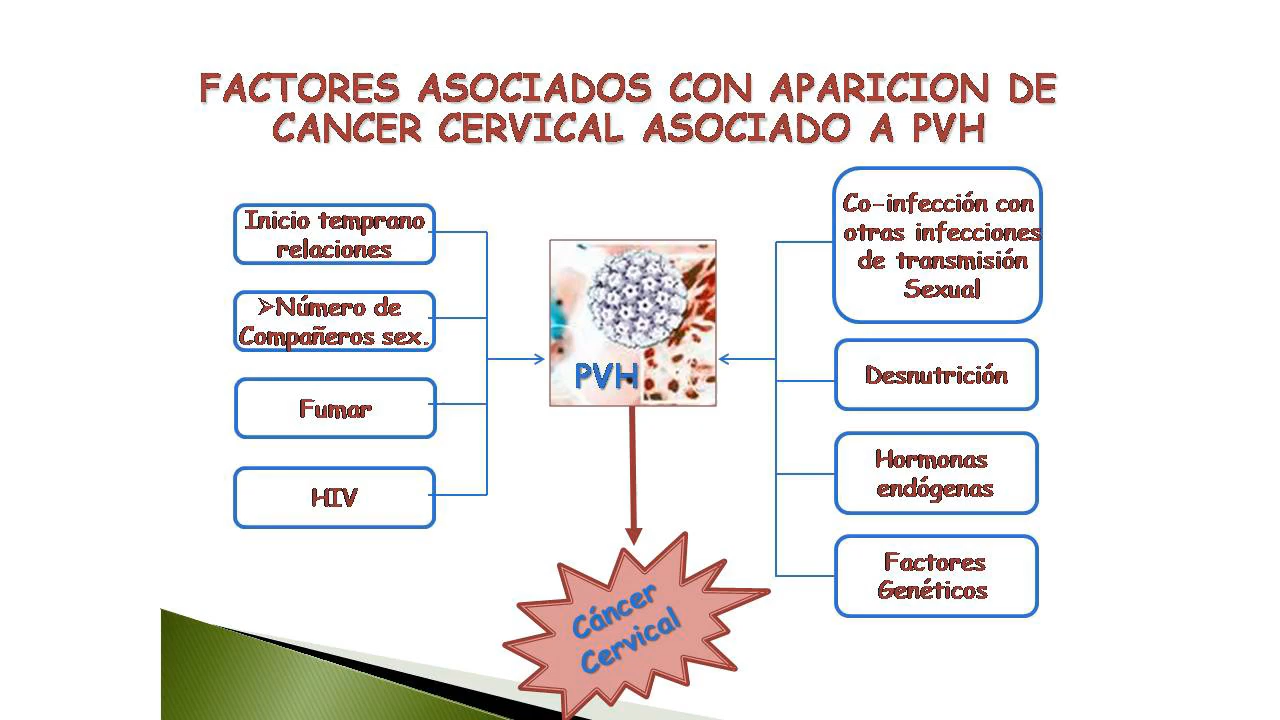 FACTORES ASOCIADOS CON APARICION DE
CANCER CERVICAL ASOCIADO A PVH
Inicio temprano
relaciones
➢Número de
Compañeros sex.
Fumar
HIV
PVH
Co-infección con
otras infecciones
de transmisión
Sexual
Desnutrición
Hormonas
endógenas
Factores
Genéticos
Cáncer
Cervical